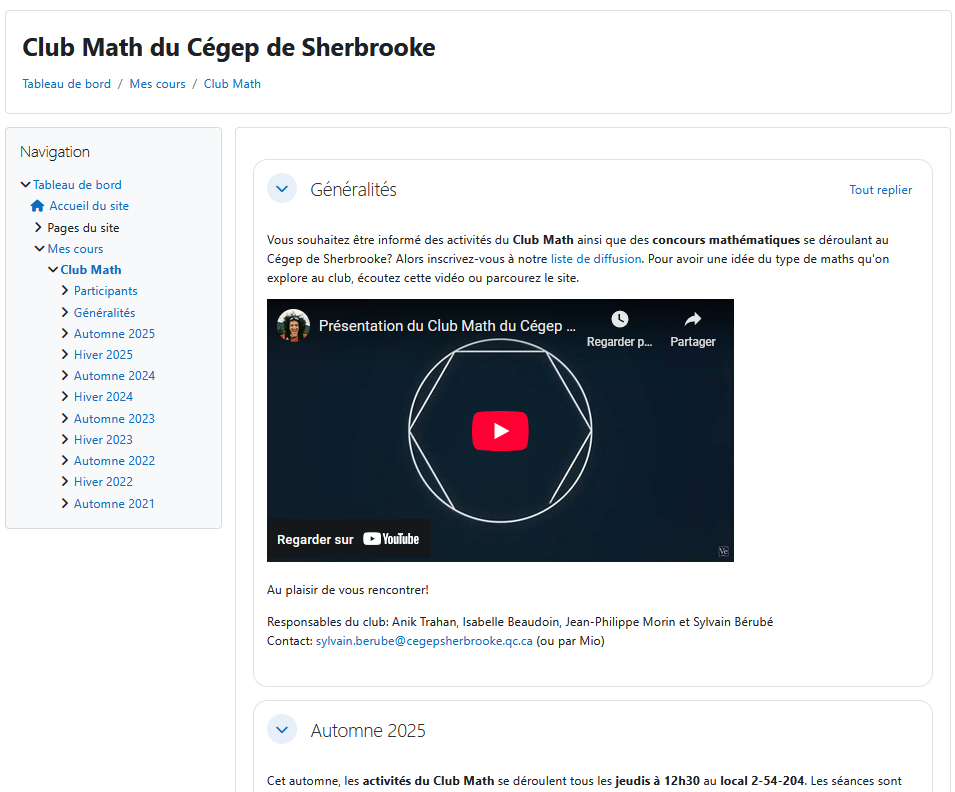 Club Math du Cégep de Sherbrooke
Tableau de bord / Mes cours / Club Math
Navigation
Tableau de bord
Accueil du site
Pages du site
Mes cours
Club Math
Participants
Généralités
Automne 2025
Hiver 2025
Automne 2024
Hiver 2024
Automne 2023
Hiver 2023
Automne 2022
Hiver 2022
Automne 2021
Généralités
Tout replier
Vous souhaitez être informé des activités du Club Math ainsi que des concours mathématiques se déroulant au
Cégep de Sherbrooke? Alors inscrivez-vous à notre liste de diffusion. Pour avoir une idée du type de maths qu'on
explore au club, écoutez cette vidéo ou parcourez le site.
Présentation du Club Math du Cégep ...
Regarder p...
Partager
Regarder sur YouTube
Ve
Au plaisir de vous rencontrer!
Responsables du club: Anik Trahan, Isabelle Beaudoin, Jean-Philippe Morin et Sylvain Bérubé
Contact: sylvain.berube@cegepsherbrooke.qc.ca (ou par Mio)
Automne 2025
Cet automne, les activités du Club Math se déroulent tous les jeudis à 12h30 au local 2-54-204. Les séances sont